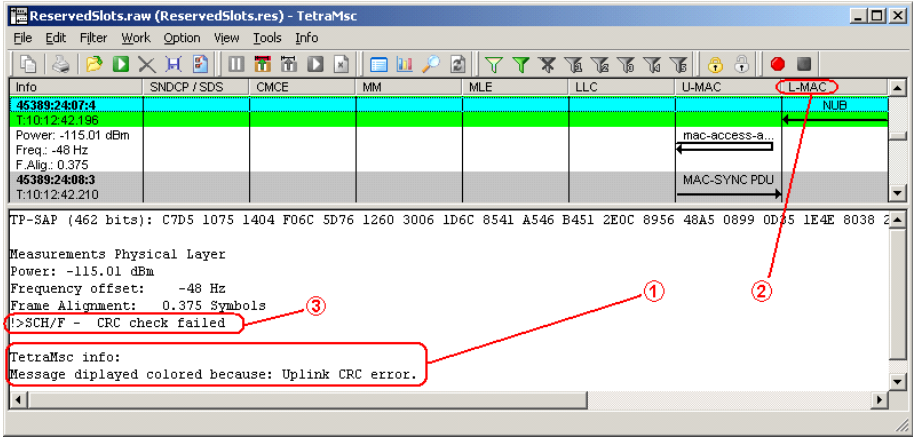 ReservedSlots.raw (ReservedSlots.res) - TetraMsc
File Edit Filter Work Option View Tools Info
Info SNDCP / SDS CMCE MM MLE LLC U-MAC L-MAC
45389:24:07:4 NUB
T:10:12:42.196
Power: -115.01 dBm mac-access-a...
Freq.: -48 Hz
F.Alig.: 0.375
45389:24:08:3 MAC-SYNC PDU
T:10:12:42.210
TP-SAP (462 bits): C7D5 1075 1404 F06C 5D76 1260 3006 1D6C 8541 A546 B451 2E0C 8956 48A5 0899 1E4E 8038 2
Measurements Physical Layer
Power: -115.01 dBm
Frequency offset: -48 Hz
1 2
Frame Alignment: 0.375 Symbols
3
!>SCH/F - CRC check failed
TetraMsc info:
Message diplayed colored because: Uplink CRC error.